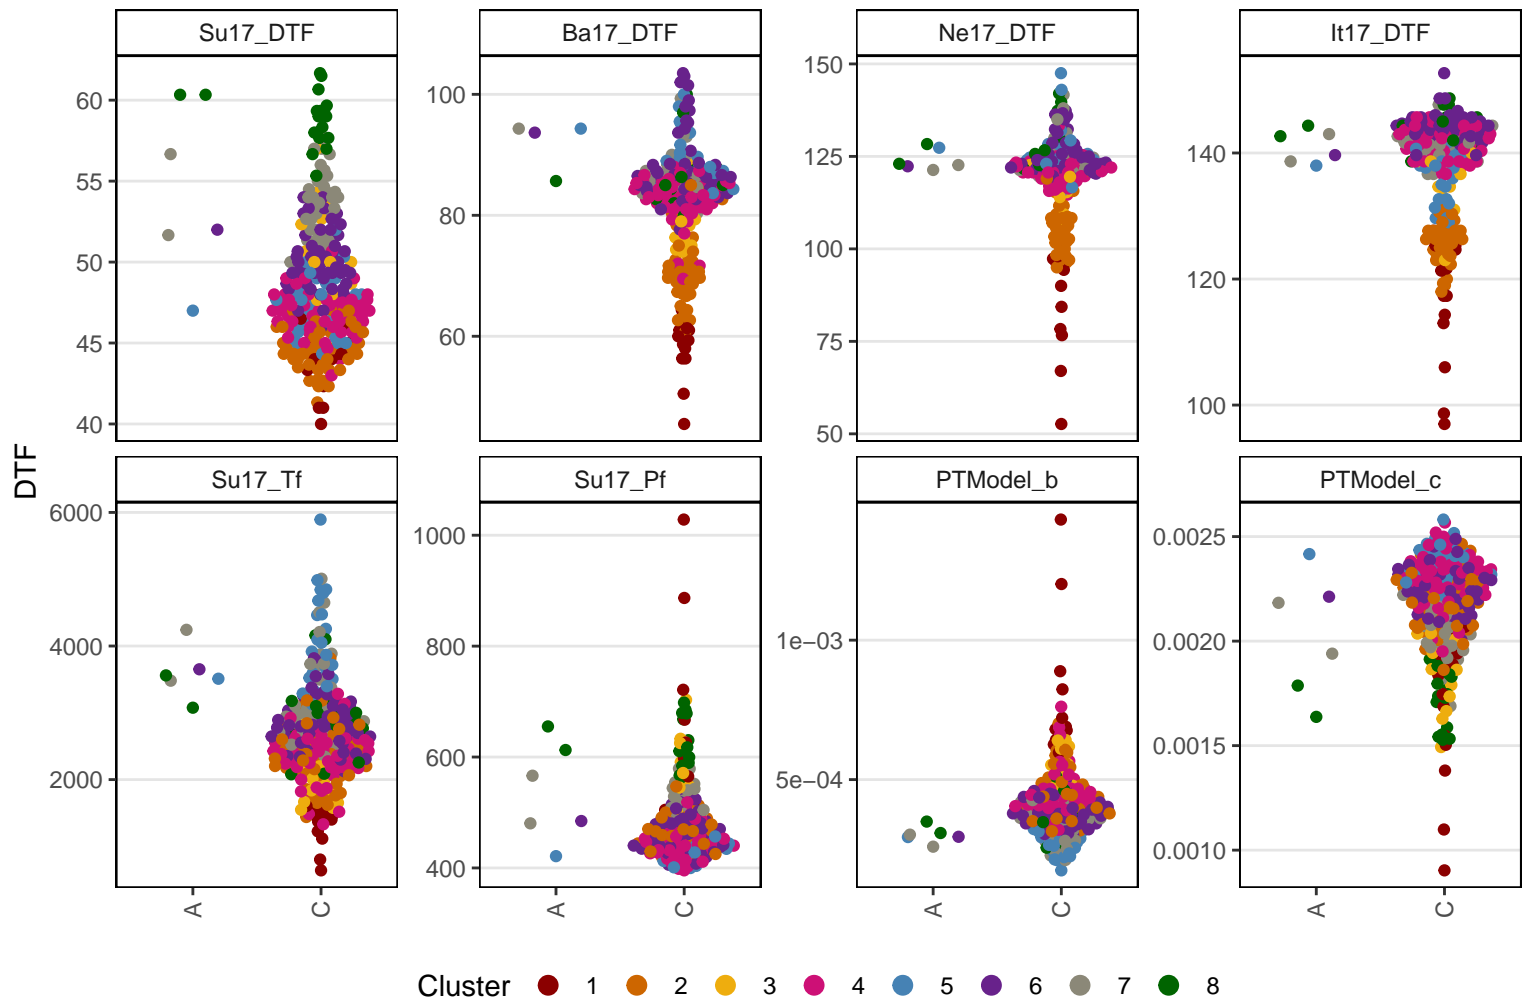 Su17_DTF
Ba17_DTF
Ne17_DTF
It17_DTF
60
55
50
45
40
100
80
60
150
125
100
75
50
140
120
100
DTF
Su17_Tf
Su17_Pf
PTModel_b
PTModel_c
6000
4000
2000
1000
800
600
400
1e−03
5e−04
0.0025
0.0020
0.0015
0.0010
A
C
A
C
A
C
A
C
Cluster 1 2 3 4 5 6 7 8